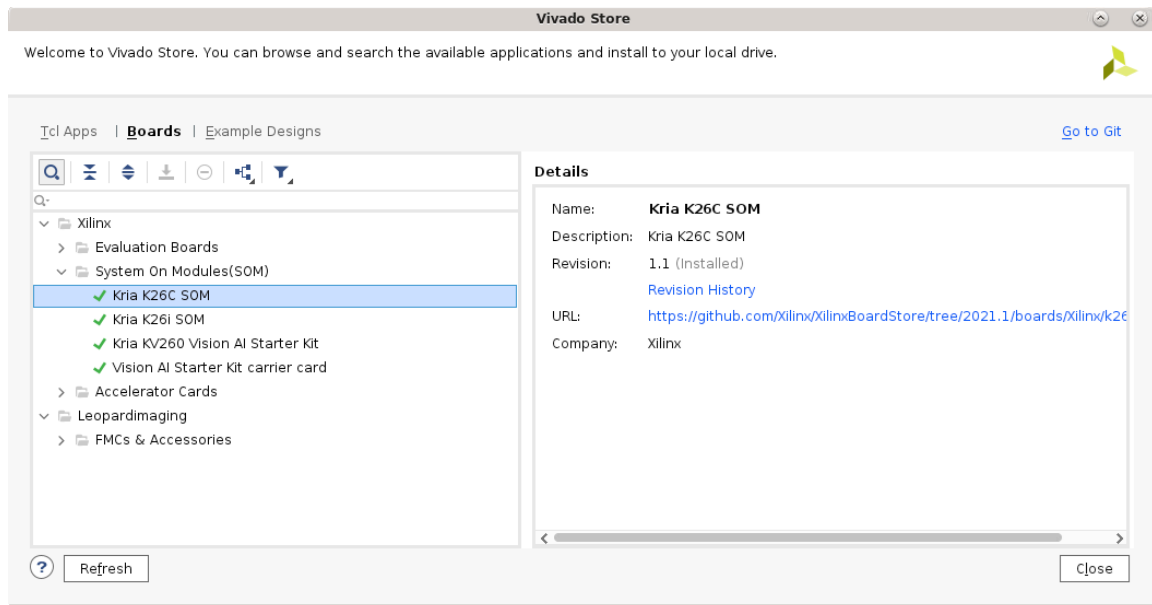 Vivado Store
Welcome to Vivado Store. You can browse and search the available applications and install to your local drive.
Tcl Apps | Boards | Example Designs
Go to Git
Xilinx
Evaluation Boards
System On Modules(SOM)
Kria K26C SOM
Kria K26i SOM
Kria KV260 Vision AI Starter Kit
Vision AI Starter Kit carrier card
Accelerator Cards
Leopardimaging
FMCs & Accessories
Details
Name: Kria K26C SOM
Description: Kria K26C SOM
Revision: 1.1 (Installed)
Revision History
URL: https://github.com/Xilinx/XilinxBoardStore/tree/2021.1/boards/Xilinx/k26
Company: Xilinx
? Refresh
Close